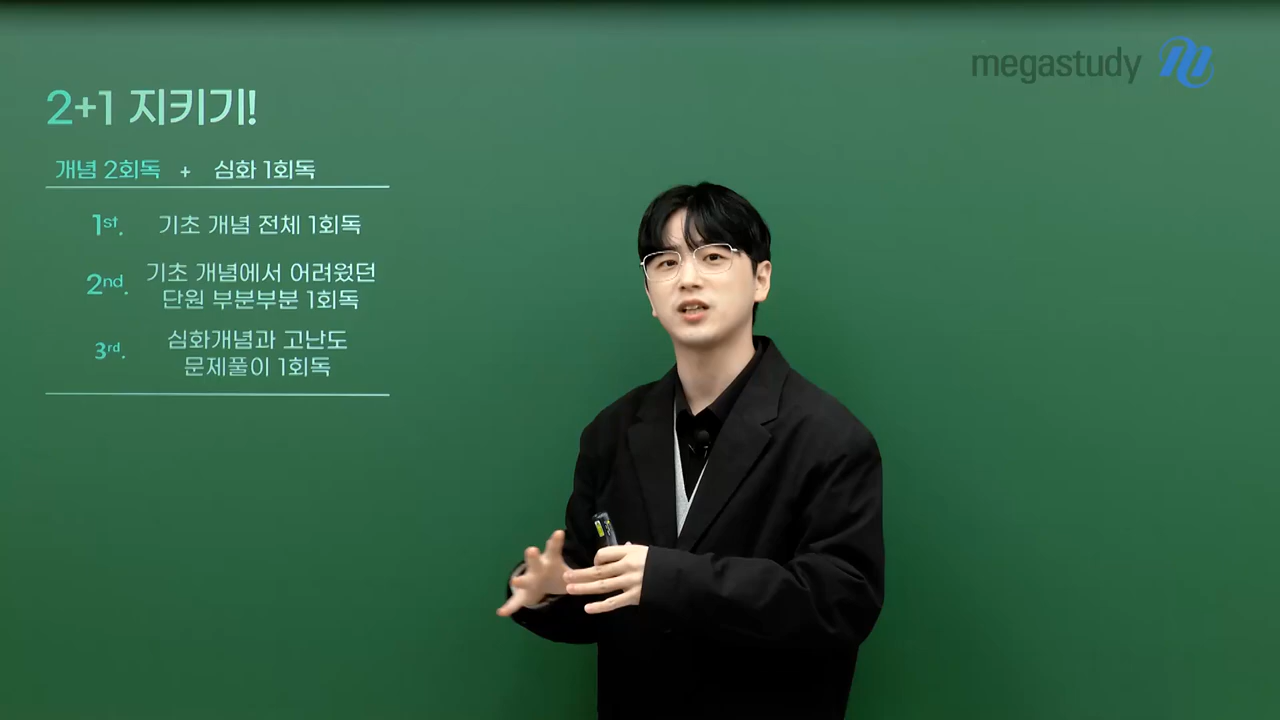 megastudy
2+1 지키기!
개념 2회독 + 심화 1회독
1st. 기초 개념 전체 1회독
2nd. 기초 개념에서 어려웠던
단원 부분부분 1회독
3rd. 심화개념과 고난도
문제풀이 1회독